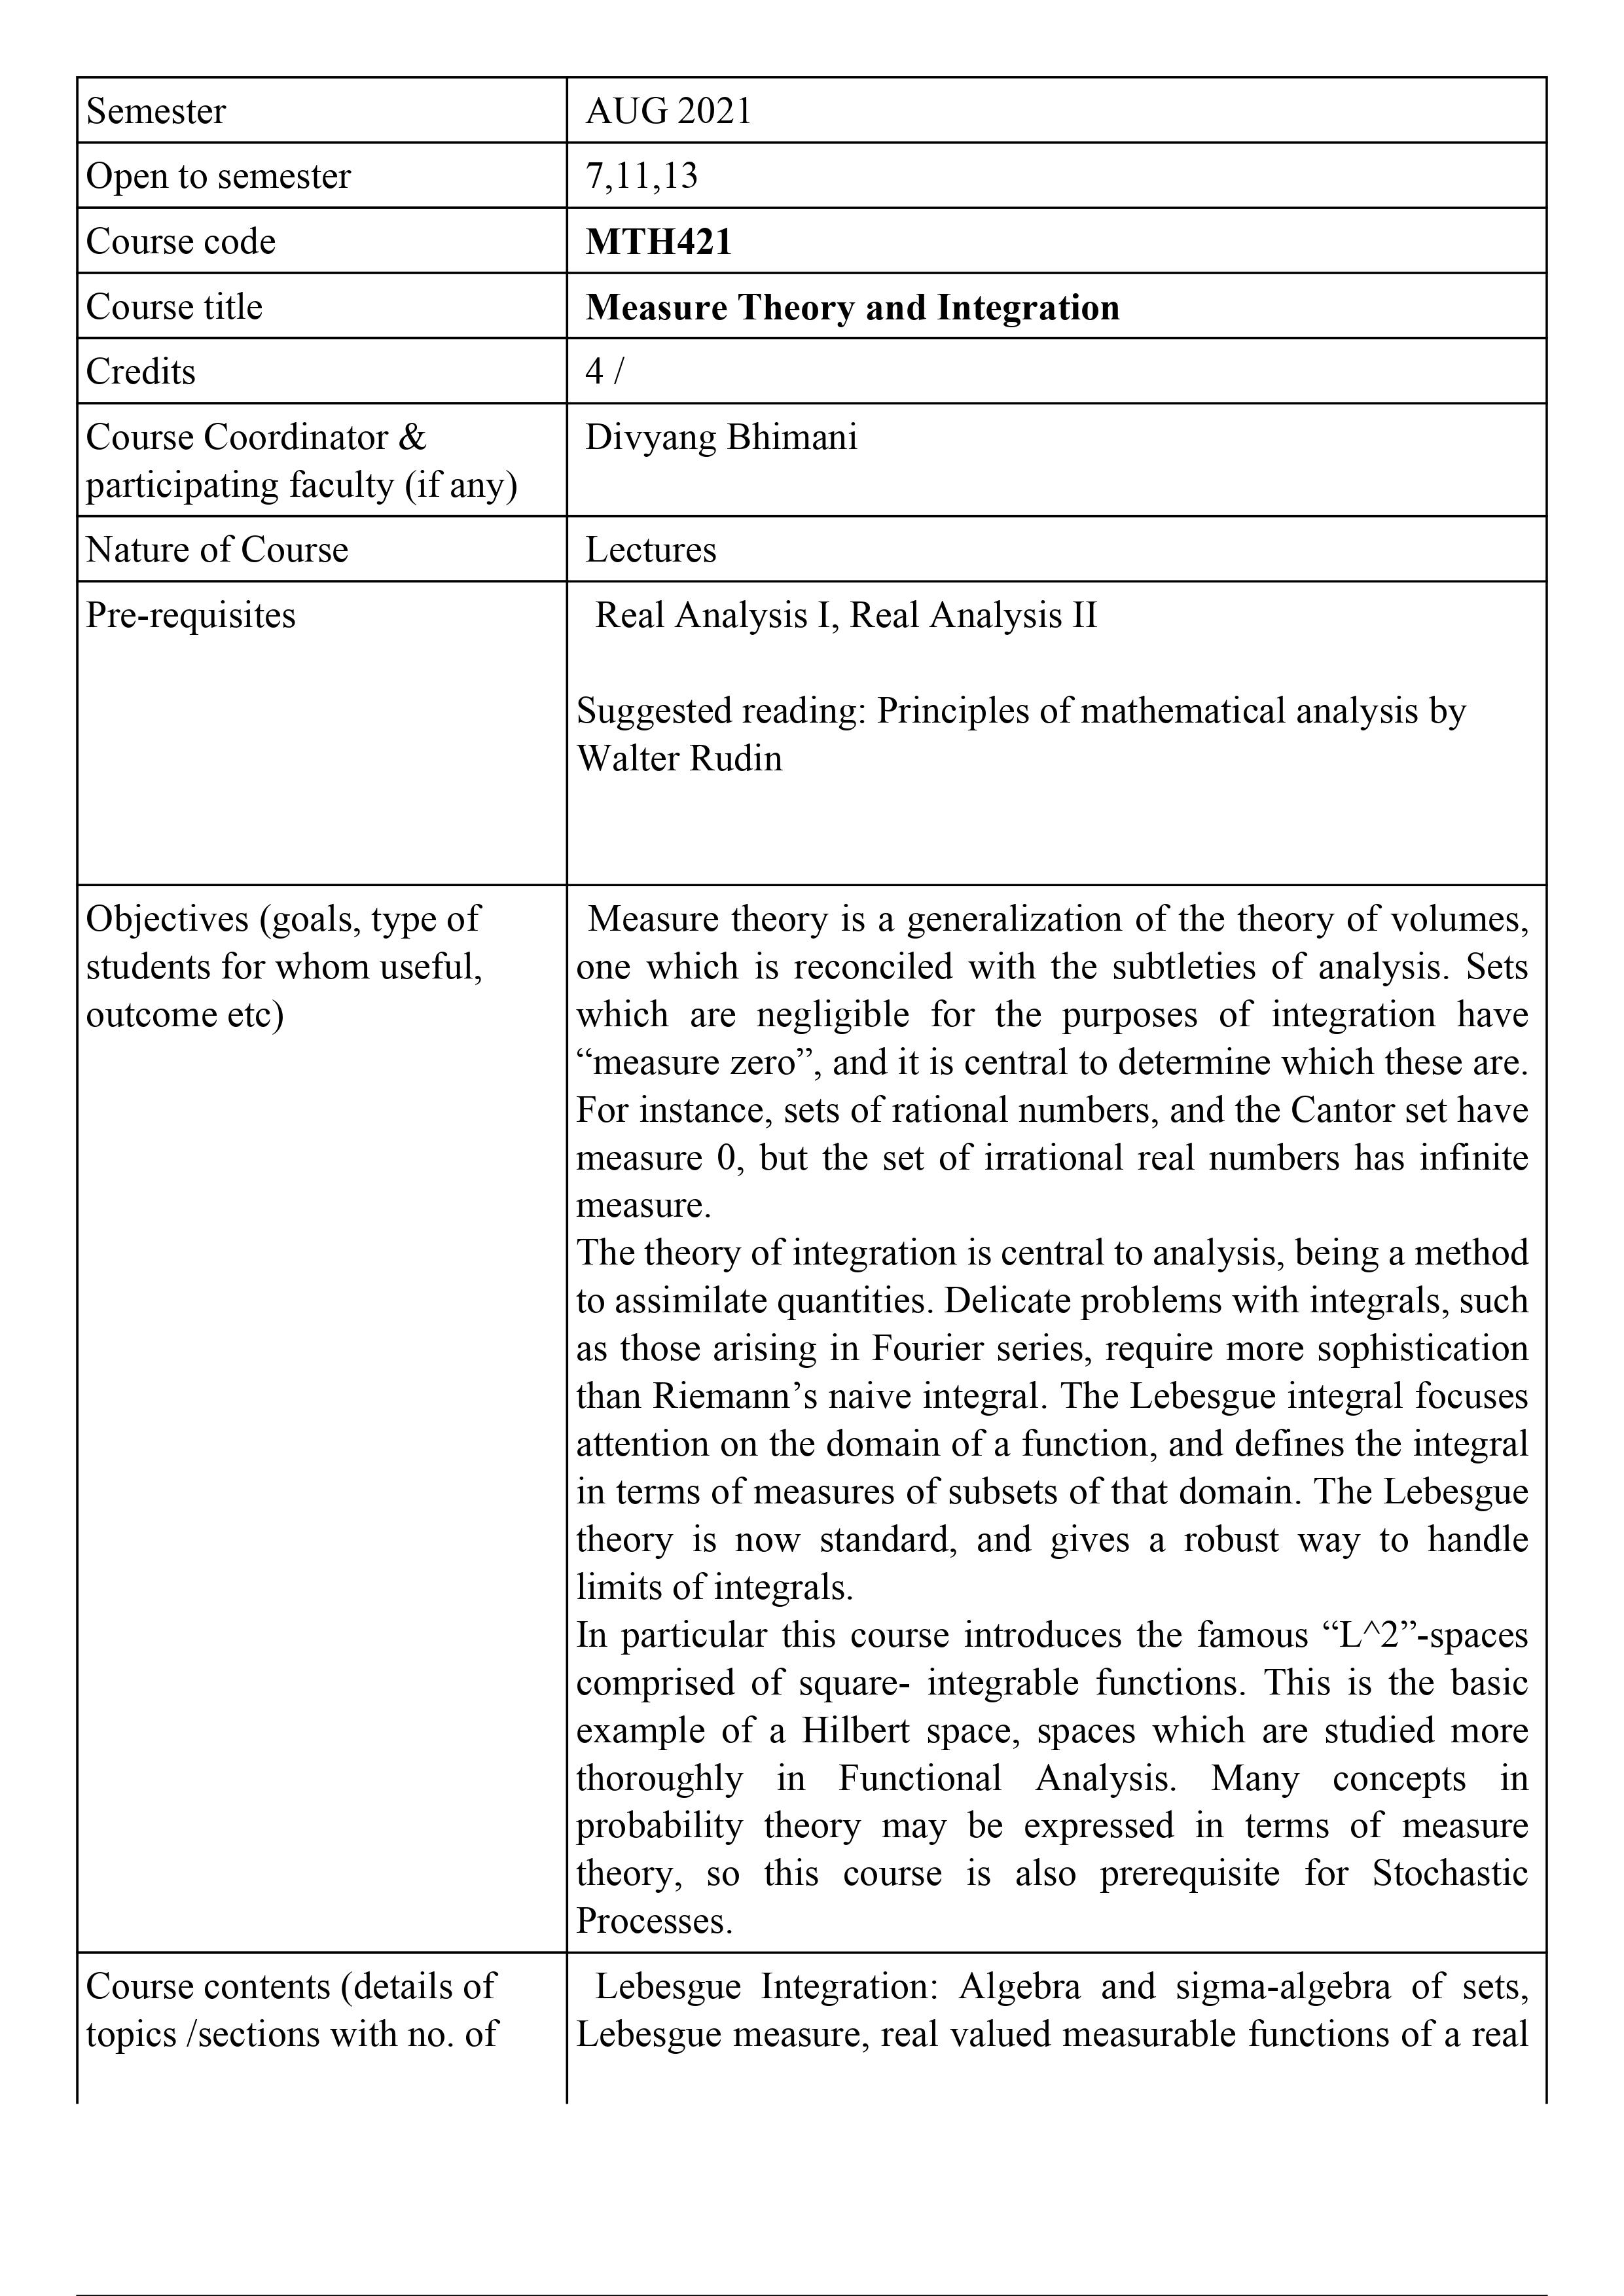 Semester
AUG 2021
Open to semester
7,11,13
Course code
MTH421
Course title
Measure Theory and Integration
Credits
4 /
Course Coordinator &
participating faculty (if any)
Divyang Bhimani
Nature of Course
Lectures
Pre-requisites
Real Analysis I, Real Analysis II
Suggested reading: Principles of mathematical analysis by
Walter Rudin
Objectives (goals, type of
students for whom useful,
outcome etc)
Measure theory is a generalization of the theory of volumes,
one which is reconciled with the subtleties of analysis. Sets
which are negligible for the purposes of integration have
“measure zero”, and it is central to determine which these are.
For instance, sets of rational numbers, and the Cantor set have
measure 0, but the set of irrational real numbers has infinite
measure.
The theory of integration is central to analysis, being a method
to assimilate quantities. Delicate problems with integrals, such
as those arising in Fourier series, require more sophistication
than Riemann’s naive integral. The Lebesgue integral focuses
attention on the domain of a function, and defines the integral
in terms of measures of subsets of that domain. The Lebesgue
theory is now standard, and gives a robust way to handle
limits of integrals.
In particular this course introduces the famous “L^2”-spaces
comprised of square- integrable functions. This is the basic
example of a Hilbert space, spaces which are studied more
thoroughly in Functional Analysis. Many concepts in
probability theory may be expressed in terms of measure
theory, so this course is also prerequisite for Stochastic
Processes.
Course contents (details of
topics /sections with no. of
Lebesgue Integration: Algebra and sigma-algebra of sets,
Lebesgue measure, real valued measurable functions of a real